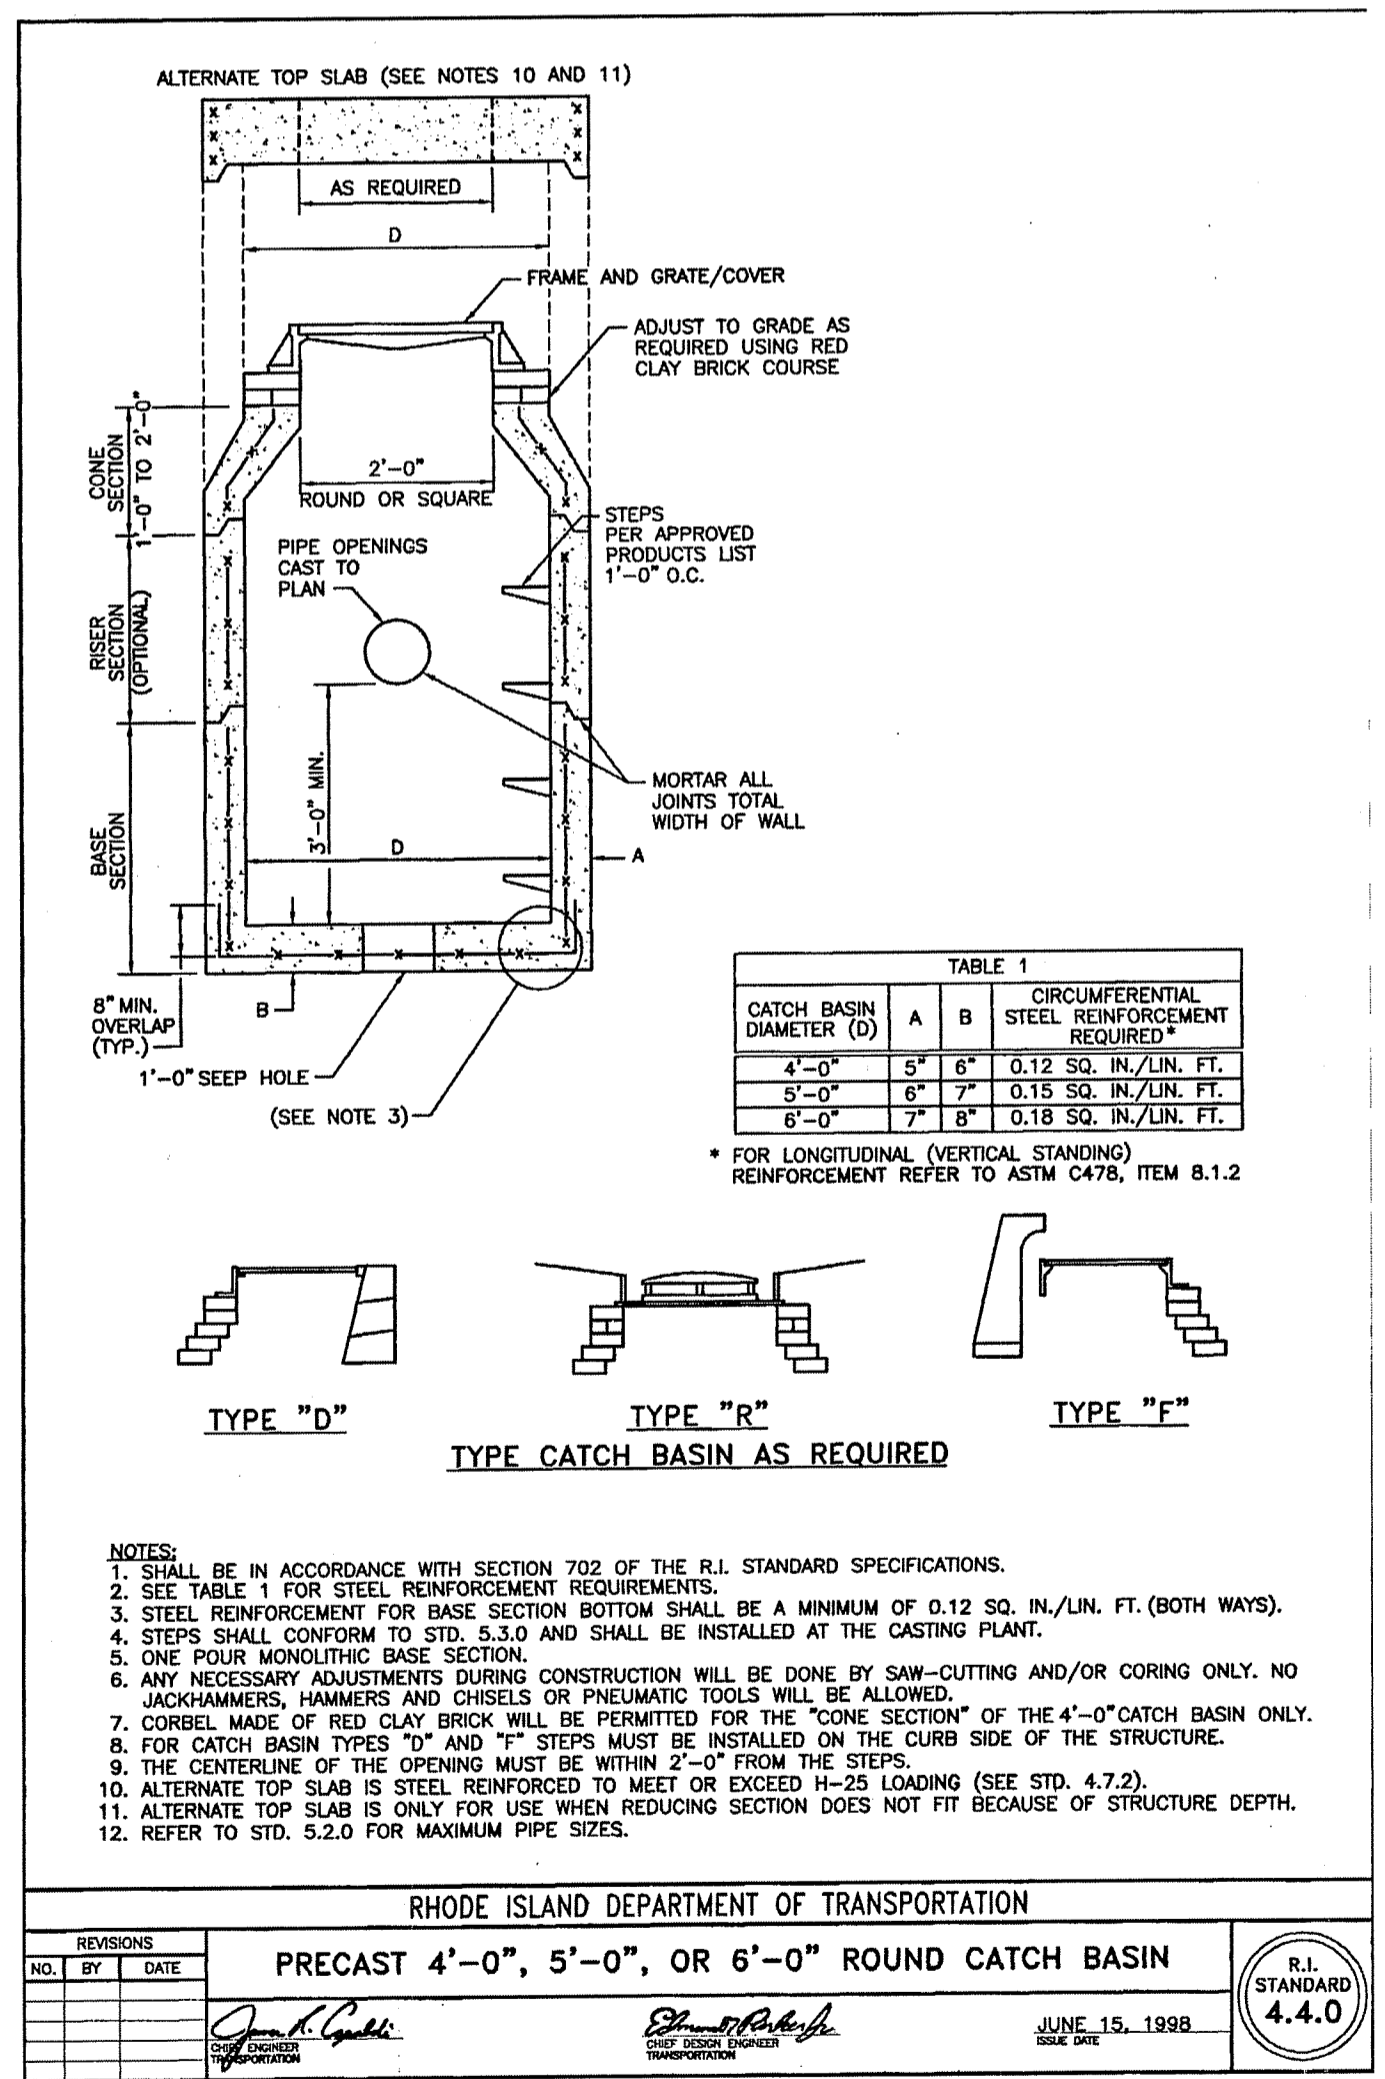 ALTERNATE TOP SLAB (SEE NOTES 10 AND 11)
AS REQUIRED
D
FRAME AND GRATE/COVER
ADJUST TO GRADE AS
REQUIRED USING RED
CLAY BRICK COURSE
CONE
SECTION
1'-0" TO 2'-0"
2'-0"
ROUND OR SQUARE
STEPS
PER APPROVED
PRODUCTS LIST
1'-0" O.C.
PIPE OPENINGS
CAST TO
PLAN
RISER
SECTION
(OPTIONAL)
3'-0" MIN.
MORTAR ALL
JOINTS TOTAL
WIDTH OF WALL
BASE
SECTION
D
A
8" MIN.
OVERLAP
(TYP.)
B
1'-0" SEEP HOLE
(SEE NOTE 3)
TABLE 1
CATCH BASIN
DIAMETER (D)
A
B
CIRCUMFERENTIAL
STEEL REINFORCEMENT
REQUIRED*
4'-0" 5" 6" 0.12 SQ. IN./LIN. FT.
5'-0" 6" 7" 0.15 SQ. IN./LIN. FT.
6'-0" 7" 8" 0.18 SQ. IN./LIN. FT.
* FOR LONGITUDINAL (VERTICAL STANDING)
REINFORCEMENT REFER TO ASTM C478, ITEM 8.1.2
TYPE "D"
TYPE "R"
TYPE "F"
TYPE CATCH BASIN AS REQUIRED
NOTES:
1. SHALL BE IN ACCORDANCE WITH SECTION 702 OF THE R.I. STANDARD SPECIFICATIONS.
2. SEE TABLE 1 FOR STEEL REINFORCEMENT REQUIREMENTS.
3. STEEL REINFORCEMENT FOR BASE SECTION BOTTOM SHALL BE A MINIMUM OF 0.12 SQ. IN./LIN. FT. (BOTH WAYS).
4. STEPS SHALL CONFORM TO STD. 5.3.0 AND SHALL BE INSTALLED AT THE CASTING PLANT.
5. ONE POUR MONOLITHIC BASE SECTION.
6. ANY NECESSARY ADJUSTMENTS DURING CONSTRUCTION WILL BE DONE BY SAW-CUTTING AND/OR CORING ONLY. NO
JACKHAMMERS, HAMMERS AND CHISELS OR PNEUMATIC TOOLS WILL BE ALLOWED.
7. CORBEL MADE OF RED CLAY BRICK WILL BE PERMITTED FOR THE "CONE SECTION" OF THE 4'-0" CATCH BASIN ONLY.
8. FOR CATCH BASIN TYPES "D" AND "F" STEPS MUST BE INSTALLED ON THE CURB SIDE OF THE STRUCTURE.
9. THE CENTERLINE OF THE OPENING MUST BE WITHIN 2'-0" FROM THE STEPS.
10. ALTERNATE TOP SLAB IS STEEL REINFORCED TO MEET OR EXCEED H-25 LOADING (SEE STD. 4.7.2).
11. ALTERNATE TOP SLAB IS ONLY FOR USE WHEN REDUCING SECTION DOES NOT FIT BECAUSE OF STRUCTURE DEPTH.
12. REFER TO STD. 5.2.0 FOR MAXIMUM PIPE SIZES.
RHODE ISLAND DEPARTMENT OF TRANSPORTATION
REVISIONS
NO. BY DATE
PRECAST 4'-0", 5'-0", OR 6'-0" ROUND CATCH BASIN
CHIEF ENGINEER
TRANSPORTATION
CHIEF DESIGN ENGINEER
TRANSPORTATION
JUNE 15, 1998
ISSUE DATE
R.I.
STANDARD
4.4.0